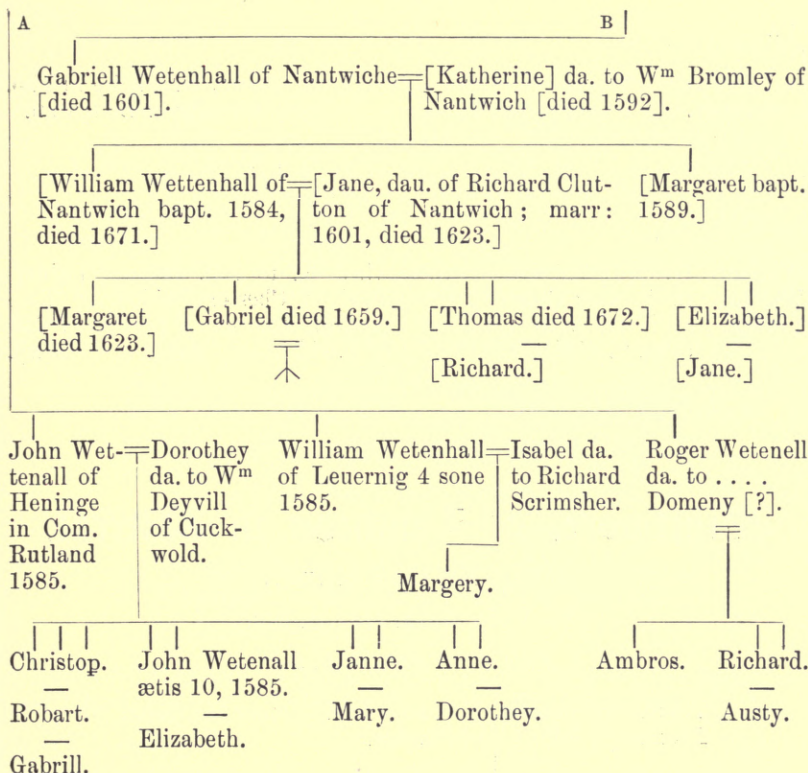 A
B
Gabriell Wetenhall of Nantwiche
[died 1601].
[Katherine] da. to Wᵐ Bromley of
Nantwich [died 1592].
[William Wettenhall of
Nantwich bapt. 1584,
died 1671.]
[Jane, dau. of Richard Clut-
ton of Nantwich; marr:
1601, died 1623.]
[Margaret bapt.
1589.]
[Margaret
died 1623.]
[Gabriel died 1659.]
[Thomas died 1672.]
—
[Richard.]
[Elizabeth.]
—
[Jane.]
John Wet-
tenall of
Heninge
in Com.
Rutland
1585.
Dorothey
da. to Wᵐ
Deyvill
of Cuck-
wold.
William Wetenhall
of Leuernig 4 sone
1585.
Isabel da.
to Richard
Scrimsher.
Roger Wetenell
da. to . . . .
Domeny [?].
Margery.
Christop.
—
Robart.
—
Gabrill.
John Wetenall
ætis 10, 1585.
—
Elizabeth.
Janne.
—
Mary.
Anne.
—
Dorothey.
Ambros.
Richard.
—
Austy.